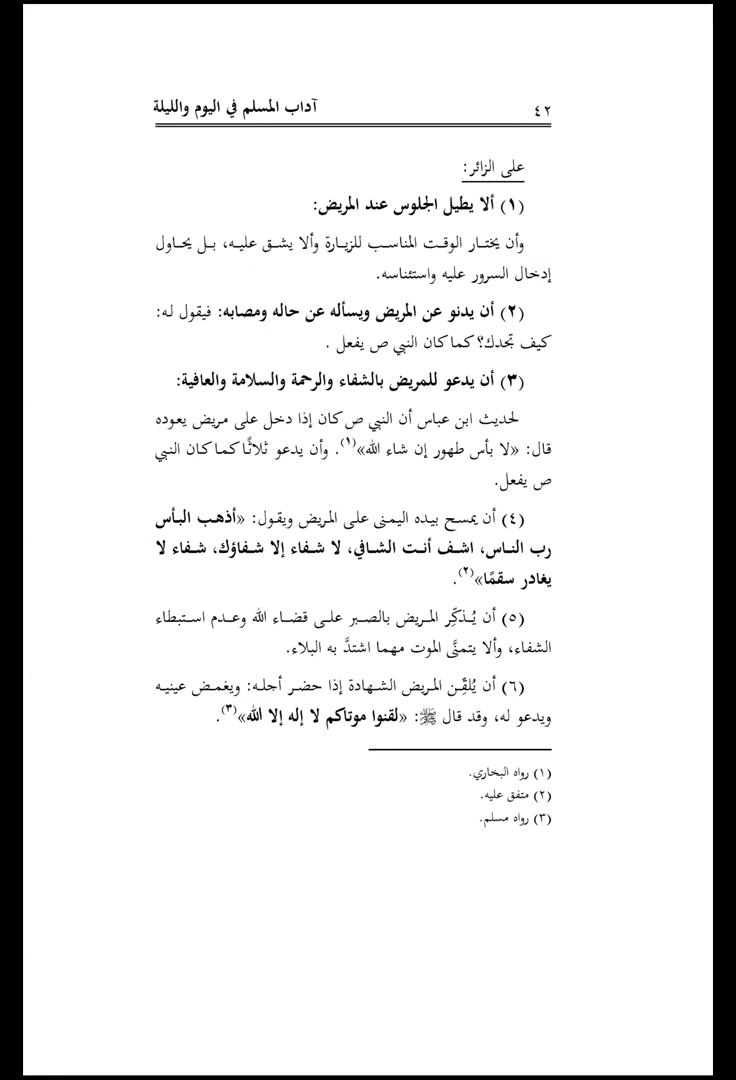 ٤٢ آداب المسلم في اليوم والليلة
على الزائر:
(١) ألا يطيل الجلوس عند المريض:
وأن يختار الوقت المناسب للزيارة وألا يشق عليه، بل يحاول
إدخال السرور عليه واستئناسه.
(٢) أن يدنو عن المريض ويسأله عن حاله ومصابه: فيقول له:
كيف تجدك؟ كما كان النبي ص يفعل .
(٣) أن يدعو للمريض بالشفاء والرحمة والسلامة والعافية:
لحديث ابن عباس أن النبي ص كان إذا دخل على مريض يعوده
قال: «لا بأس طهور إن شاء الله»(١). وأن يدعو ثلاثًا كما كان النبي
ص يفعل.
(٤) أن يمسح بيده اليمنى على المريض ويقول: «أذهب البأس
رب الناس، اشف أنت الشافي، لا شفاء إلا شفاؤك، شفاء لا
يغادر سقمًا»(٢).
(٥) أن يُذكِّر المريض بالصبر على قضاء الله وعدم استبطاء
الشفاء، وألا يتمنَّى الموت مهما اشتدَّ به البلاء.
(٦) أن يُلقِّن المريض الشهادة إذا حضر أجله: ويغمض عينيه
ويدعو له، وقد قال ﷺ: «لقنوا موتاكم لا إله إلا الله»(٣).
(١) رواه البخاري.
(٢) متفق عليه.
(٣) رواه مسلم.